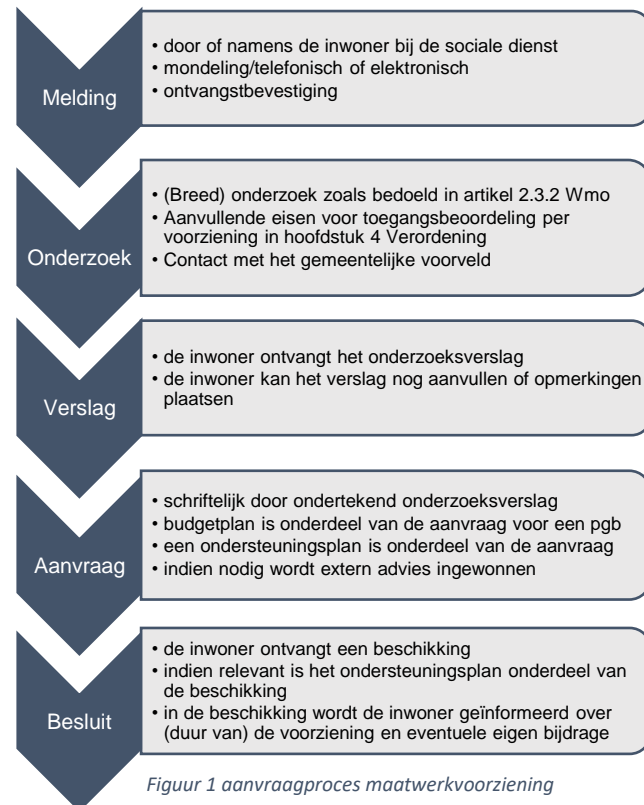 Melding
• door of namens de inwoner bij de sociale dienst
• mondeling/telefonisch of elektronisch
• ontvangstbevestiging
Onderzoek
• (Breed) onderzoek zoals bedoeld in artikel 2.3.2 Wmo
• Aanvullende eisen voor toegangsbeoordeling per
voorziening in hoofdstuk 4 Verordening
• Contact met het gemeentelijke voorveld
Verslag
• de inwoner ontvangt het onderzoeksverslag
• de inwoner kan het verslag nog aanvullen of opmerkingen
plaatsen
Aanvraag
• schriftelijk door ondertekend onderzoeksverslag
• budgetplan is onderdeel van de aanvraag voor een pgb
• een ondersteuningsplan is onderdeel van de aanvraag
• indien nodig wordt extern advies ingewonnen
Besluit
• de inwoner ontvangt een beschikking
• indien relevant is het ondersteuningsplan onderdeel van
de beschikking
• in de beschikking wordt de inwoner geïnformeerd over
(duur van) de voorziening en eventuele eigen bijdrage
Figuur 1 aanvraagproces maatwerkvoorziening